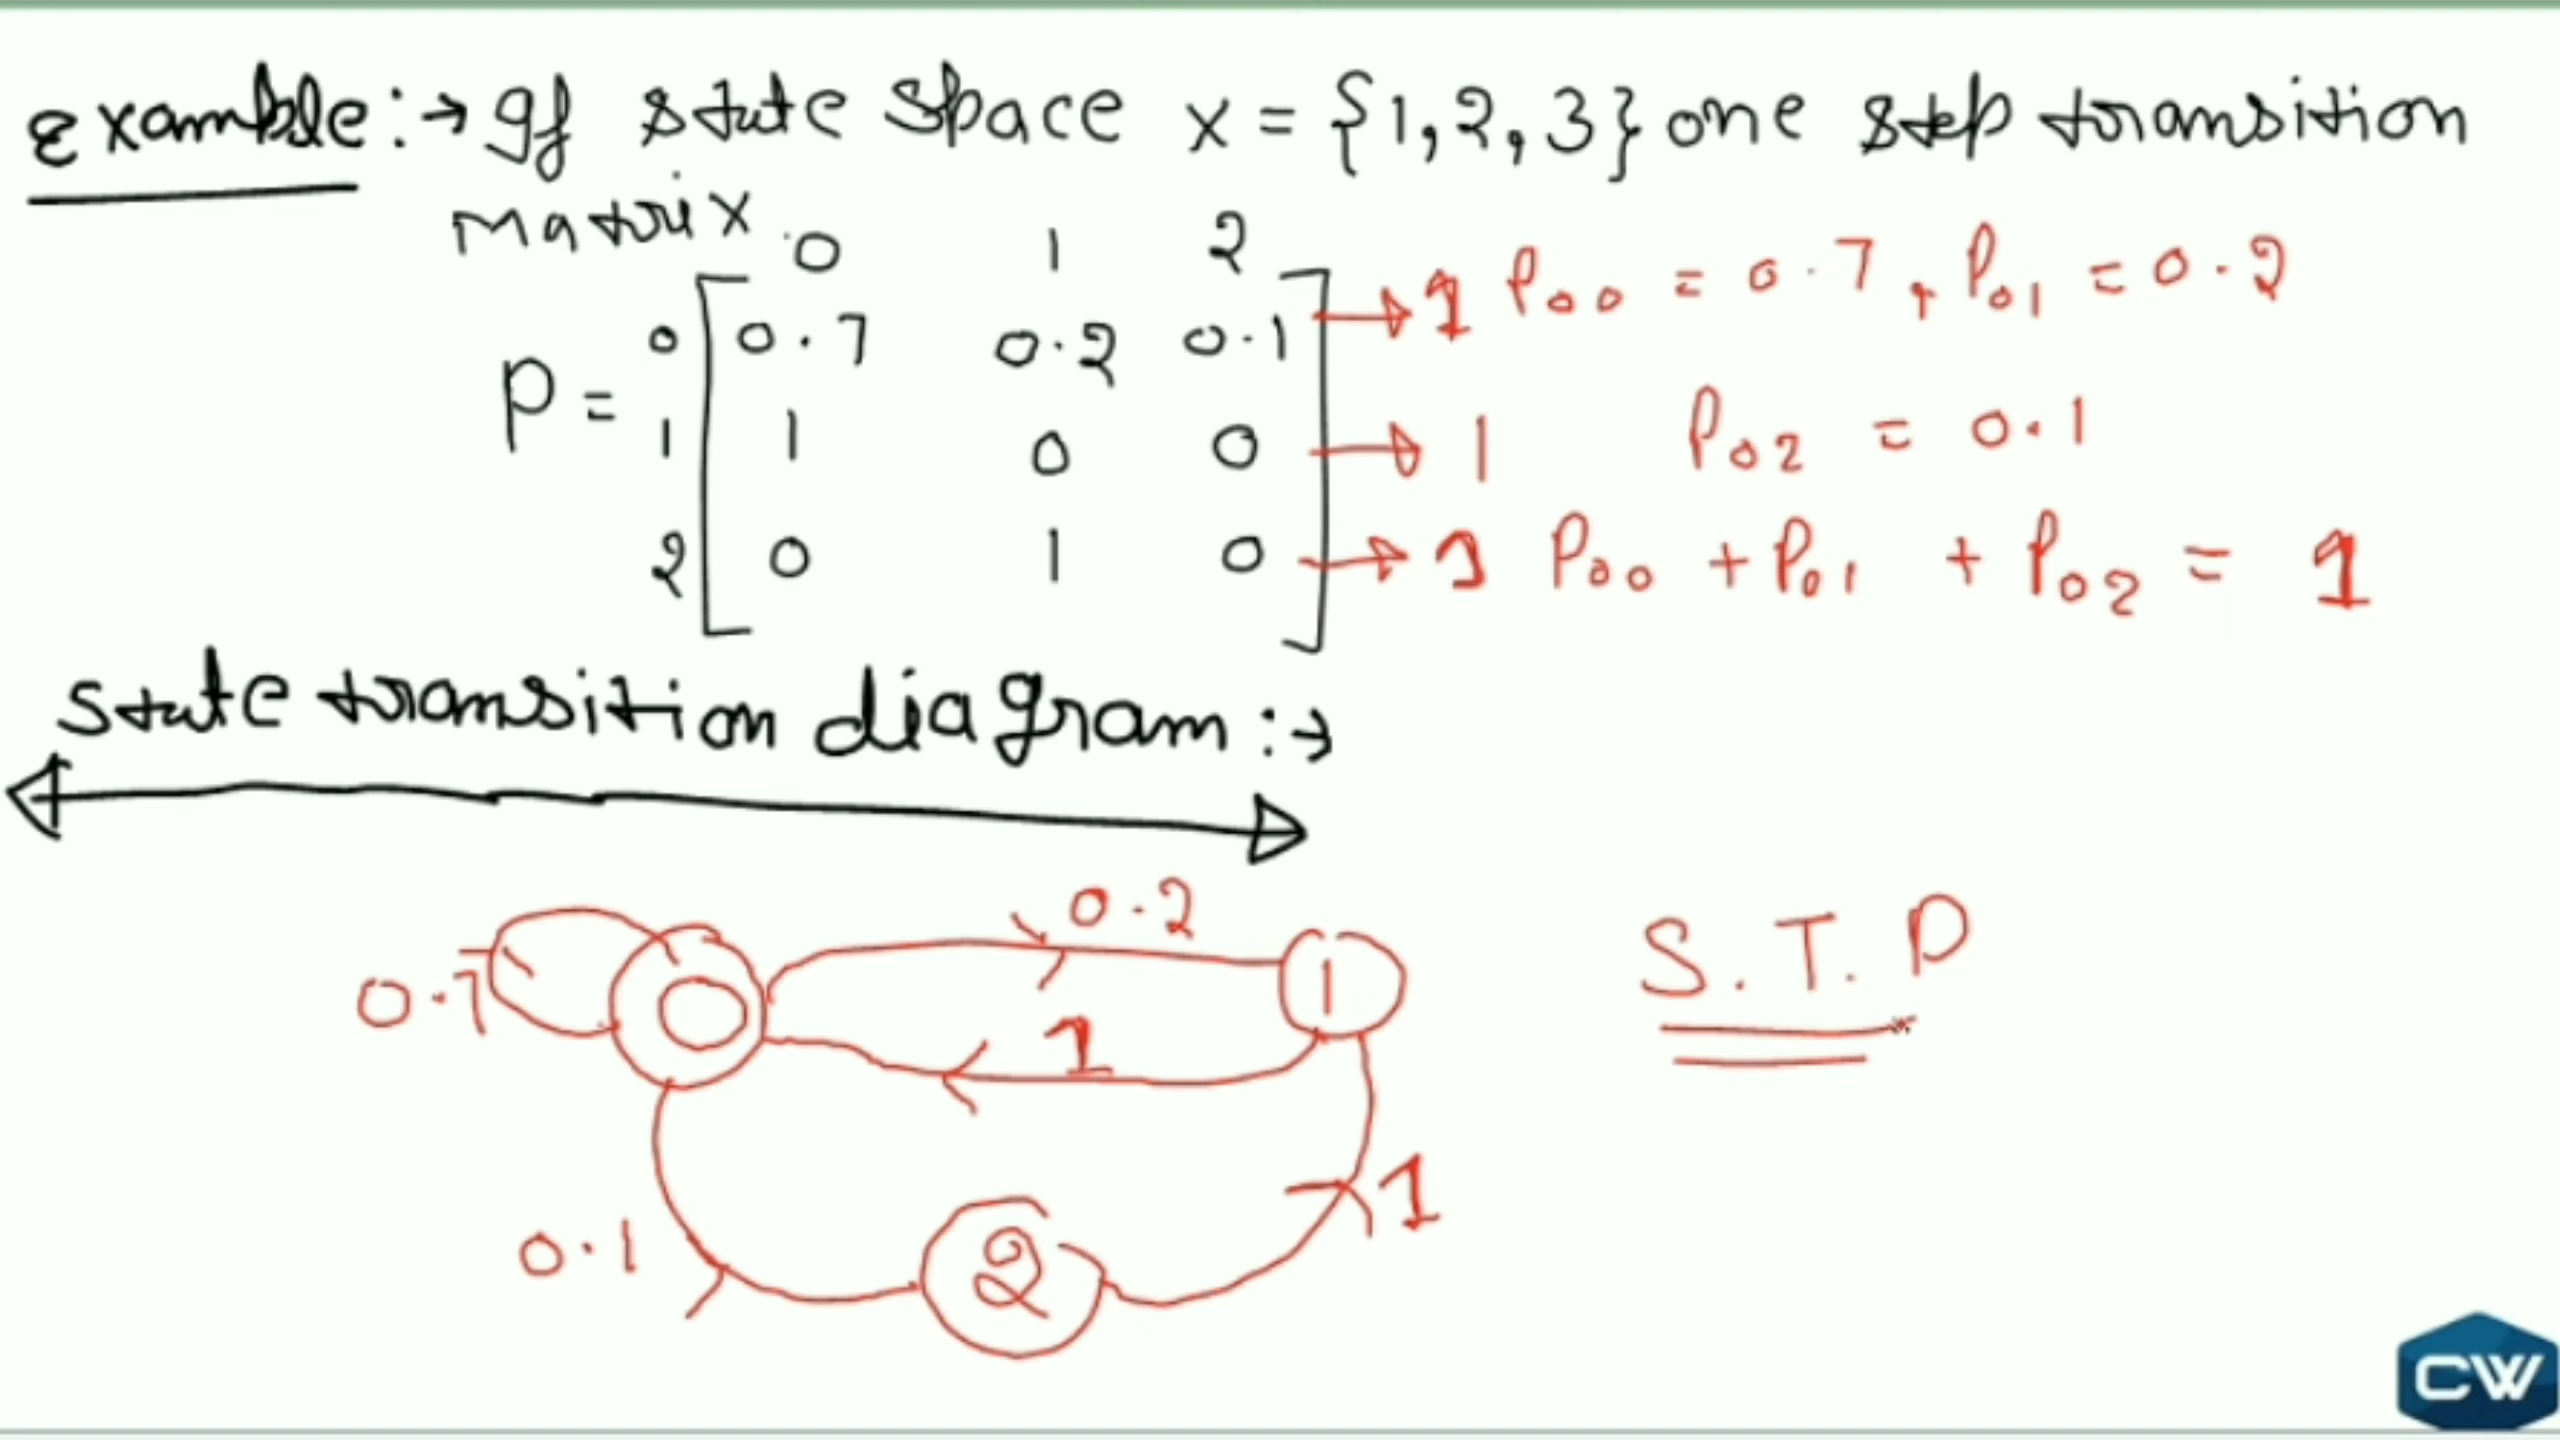 example:→ If state space x = {1,2,3} one step transition
Matrix
0 1 2
P = 0 [ 0.7 0.2 0.1 ] → 1 P00 = 0.7, P01 = 0.2
1 1 0 0 → 1 P02 = 0.1
2 0 1 0 → 1 P00 + P01 + P02 = 1
state transition diagram :→
0.2
0.7 0 1 S.T.D
1
0.1 2 1
CW